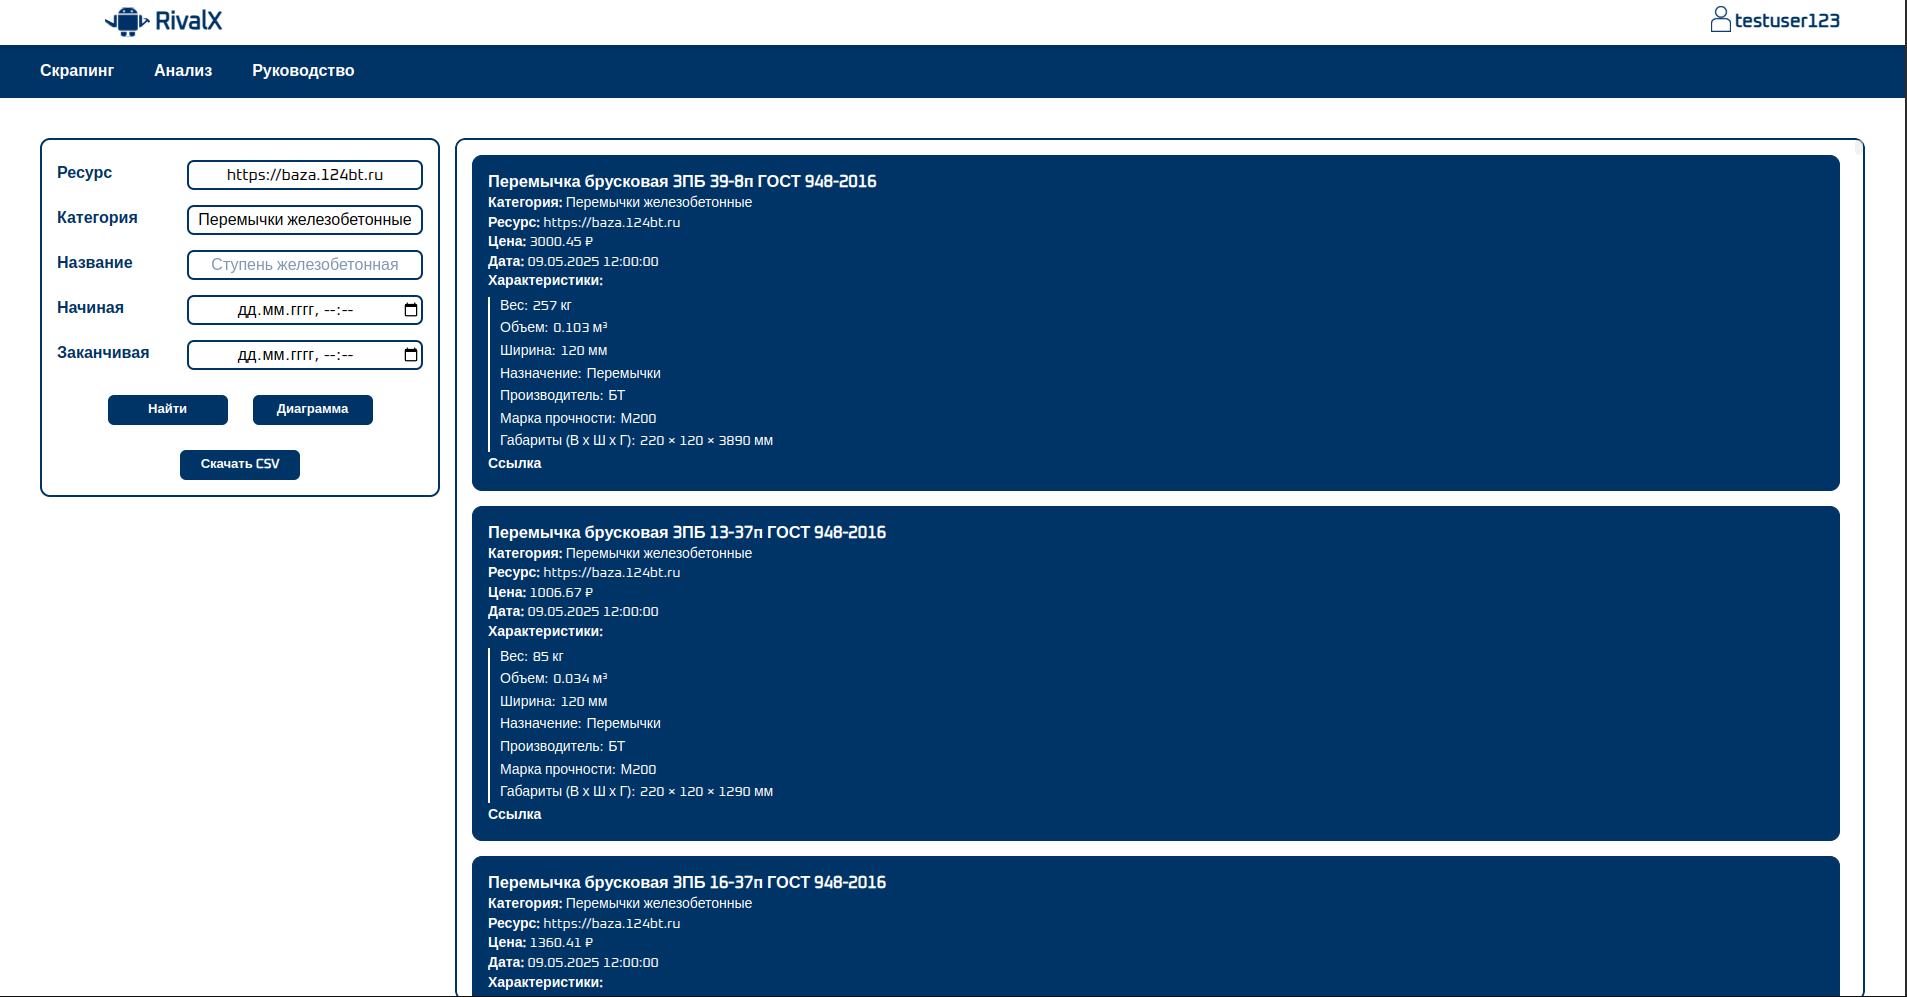 RivalX
testuser123
Скрапинг Анализ Руководство
Ресурс https://baza.124bt.ru
Категория Перемычки железобетонные
Название Ступень железобетонная
Начиная дд.мм.гггг, --:--
Заканчивая дд.мм.гггг, --:--
Найти Диаграмма
Скачать CSV
Перемычка брусковая 3ПБ 39-8п ГОСТ 948-2016
Категория: Перемычки железобетонные
Ресурс: https://baza.124bt.ru
Цена: 3000.45 ₽
Дата: 09.05.2025 12:00:00
Характеристики:
Вес: 257 кг
Объем: 0.103 м³
Ширина: 120 мм
Назначение: Перемычки
Производитель: БТ
Марка прочности: М200
Габариты (В х Ш х Г): 220 × 120 × 3890 мм
Ссылка
Перемычка брусковая 3ПБ 13-37п ГОСТ 948-2016
Категория: Перемычки железобетонные
Ресурс: https://baza.124bt.ru
Цена: 1006.67 ₽
Дата: 09.05.2025 12:00:00
Характеристики:
Вес: 85 кг
Объем: 0.034 м³
Ширина: 120 мм
Назначение: Перемычки
Производитель: БТ
Марка прочности: М200
Габариты (В х Ш х Г): 220 × 120 × 1290 мм
Ссылка
Перемычка брусковая 3ПБ 16-37п ГОСТ 948-2016
Категория: Перемычки железобетонные
Ресурс: https://baza.124bt.ru
Цена: 1360.41 ₽
Дата: 09.05.2025 12:00:00
Характеристики: